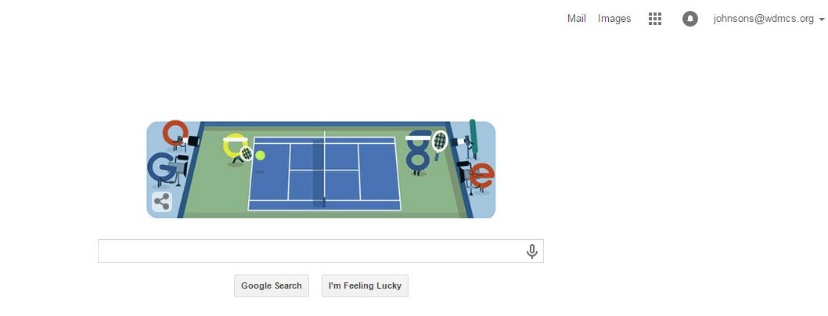 Mail Images johnsons@wdmcs.org
G o o g l e
Google Search I'm Feeling Lucky